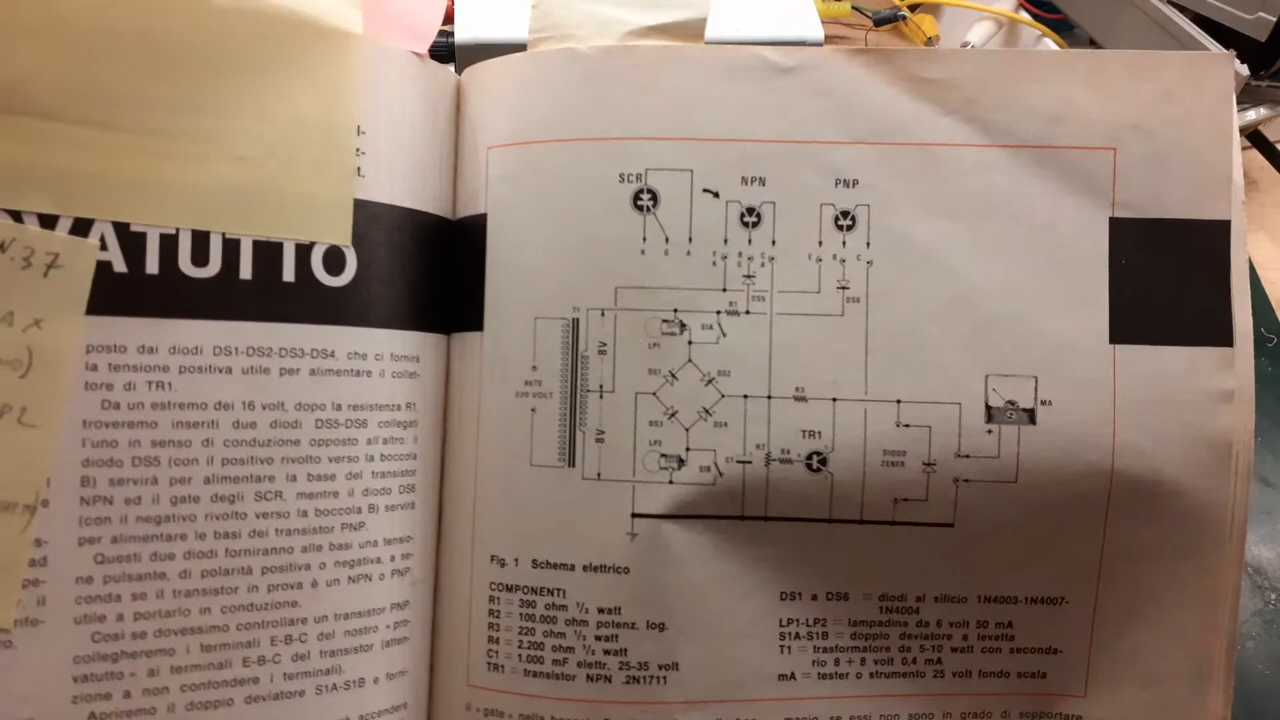 N.37
VATUTTO
posto dai diodi DS1-DS2-DS3-DS4, che ci fornirà
la tensione positiva utile per alimentare il collet-
tore di TR1.
Da un estremo dei 16 volt, dopo la resistenza R1,
troveremo inseriti due diodi DS5-DS6 collegati
l'uno in senso di conduzione opposto all'altro: il
diodo DS5 (con il positivo rivolto verso la boccola
B) servirà per alimentare la base del transistor
NPN ed il gate degli SCR, mentre il diodo DS6
(con il negativo rivolto verso la boccola B) servirà
per alimentare le basi dei transistor PNP.
Questi due diodi forniranno alle basi una tensio-
ne pulsante, di polarità positiva o negativa, a se-
conda se il transistor in prova è un NPN o PNP
utile a portarlo in conduzione.
Così se dovessimo controllare un transistor PNP,
collegheremo i terminali E-B-C del nostro « pro-
vatutto » ai terminali E-B-C del transistor (atten-
zione a non confondere i terminali).
Apriremo il doppio deviatore S1A-S1B e forni-
accendere
SCR
NPN
PNP
K G A
E B C
K G A
E B C
DS5
DS6
T1
R1
S1A
LP1
8V
DS1
DS2
RETE
220 VOLT
R3
MA
DS3
DS4
8V
LP2
S1B
C1
R2
R4
TR1
DIODO
ZENER
+
Fig. 1 Schema elettrico
COMPONENTI
R1 = 390 ohm 1/2 watt
R2 = 100.000 ohm potenz. log.
R3 = 220 ohm 1/2 watt
R4 = 2.200 ohm 1/2 watt
C1 = 1.000 mF elettr. 25-35 volt
TR1 = transistor NPN .2N1711
DS1 a DS6 = diodi al silicio 1N4003-1N4007-
1N4004
LP1-LP2 = lampadine da 6 volt 50 mA
S1A-S1B = doppio deviatore a levetta
T1 = trasformatore da 5-10 watt con seconda-
rio 8 + 8 volt 0,4 mA
mA = tester o strumento 25 volt fondo scala